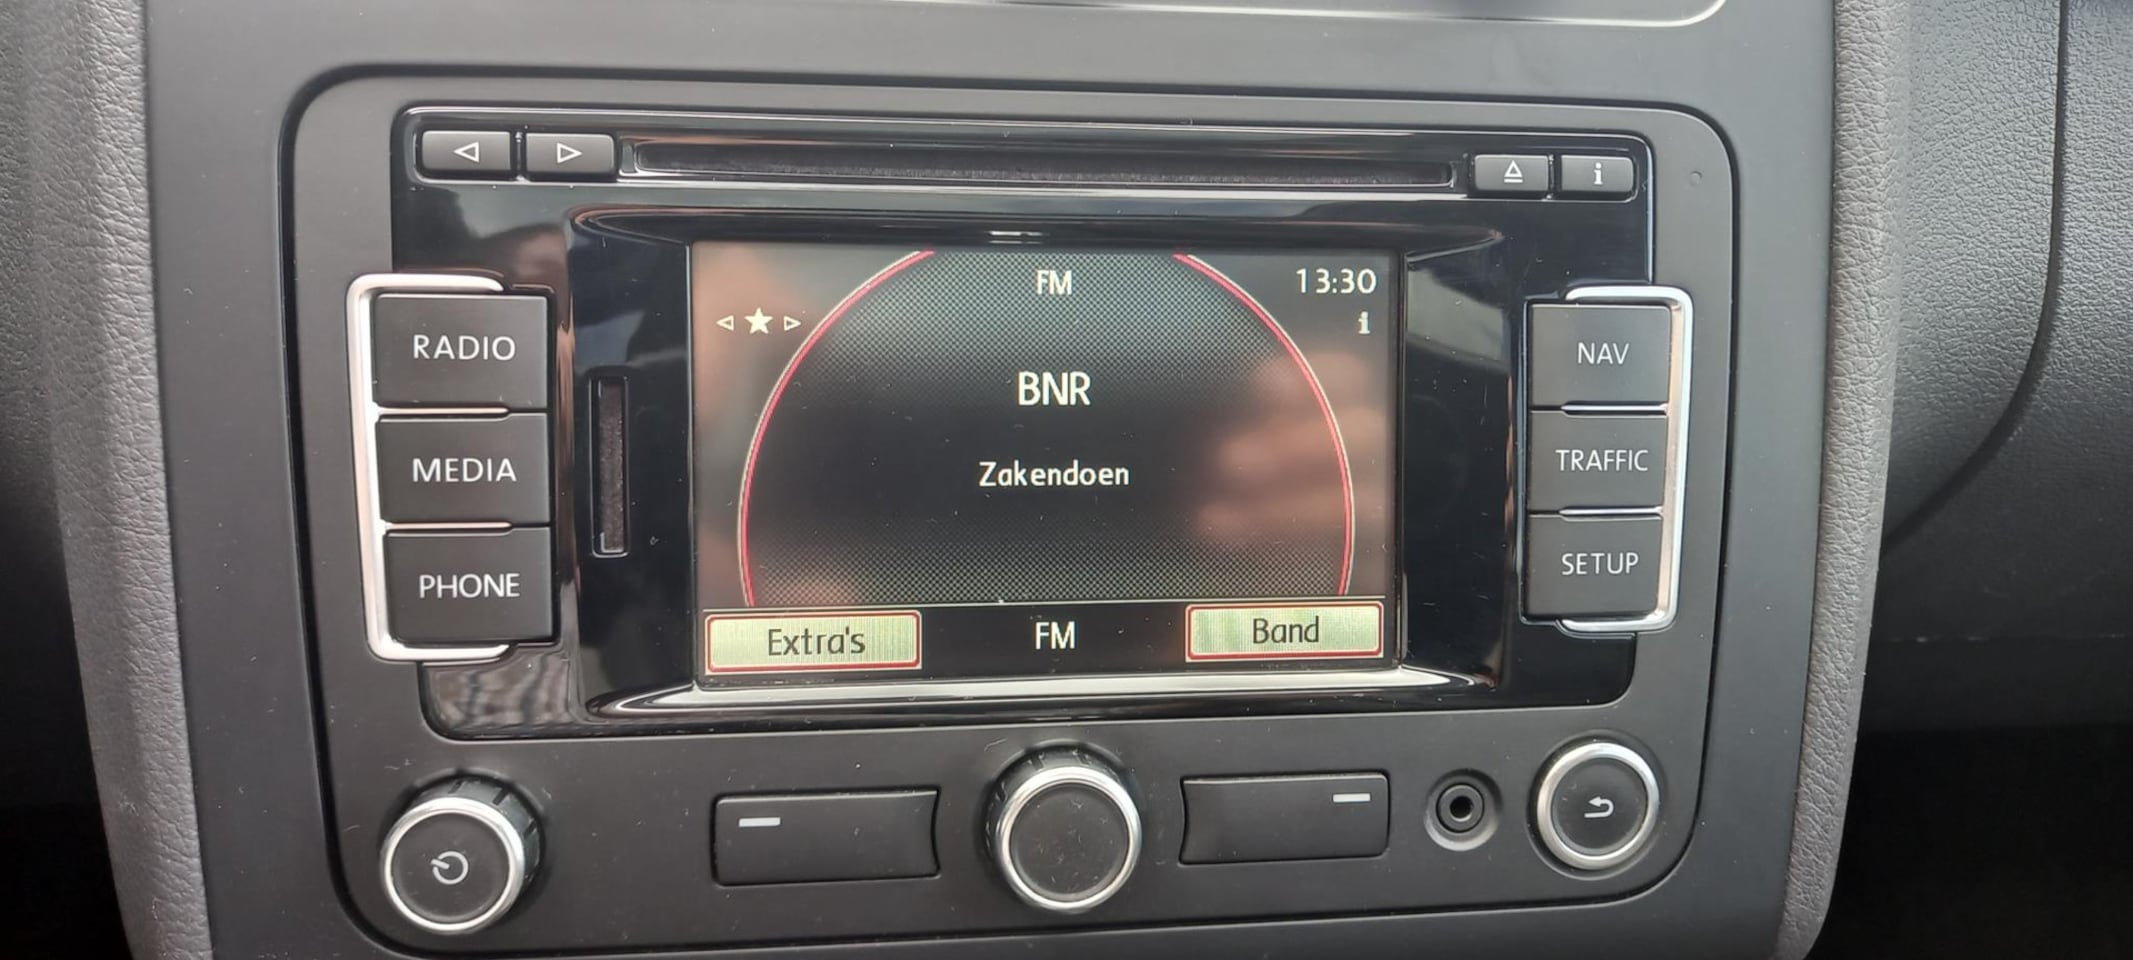 i
FM
13:30
i
RADIO
BNR
NAV
MEDIA
Zakendoen
TRAFFIC
PHONE
SETUP
Extra's
FM
Band